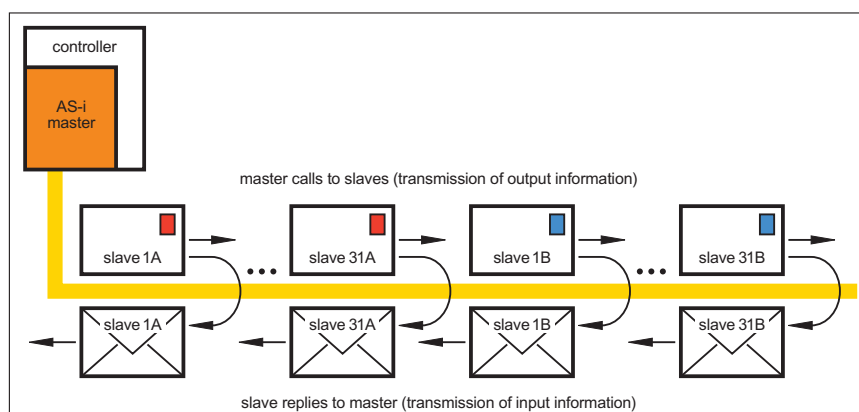 controller
AS-i
master
master calls to slaves (transmission of output information)
slave 1A
slave 31A
slave 1B
slave 31B
slave 1A
slave 31A
slave 1B
slave 31B
slave replies to master (transmission of input information)